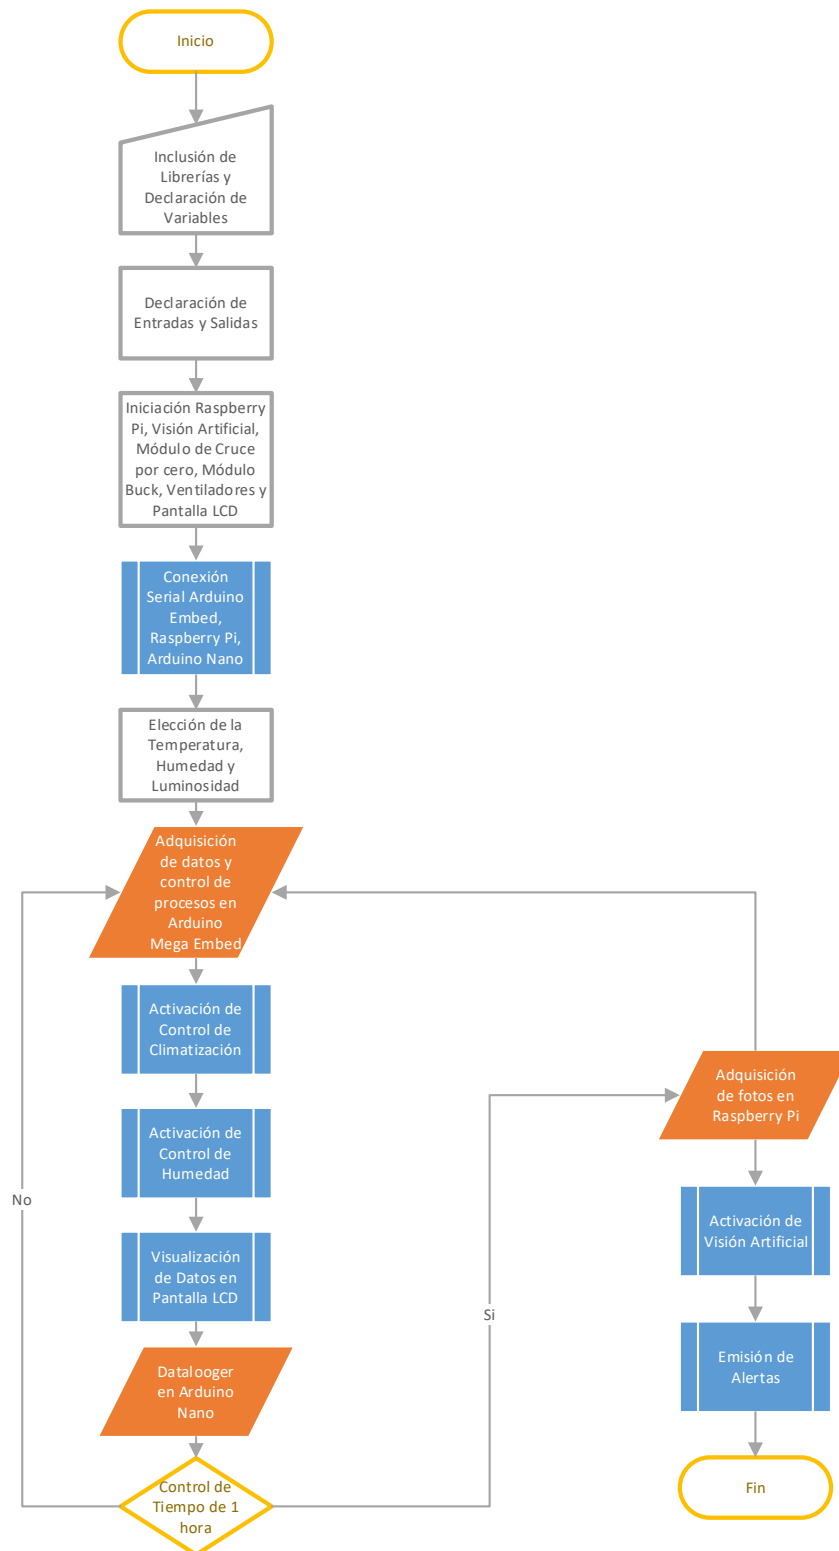 Inicio
Inclusión de
Librerías y
Declaración de
Variables
Declaración de
Entradas y Salidas
Iniciación Raspberry
Pi, Visión Artificial,
Módulo de Cruce
por cero, Módulo
Buck, Ventiladores y
Pantalla LCD
Conexión
Serial Arduino
Embed,
Raspberry Pi,
Arduino Nano
Elección de la
Temperatura,
Humedad y
Luminosidad
Adquisición
de datos y
control de
procesos en
Arduino
Mega Embed
Activación de
Control de
Climatización
Activación de
Control de
Humedad
No
Visualización
de Datos en
Pantalla LCD
Datalooger
en Arduino
Nano
Control de
Tiempo de 1
hora
Si
Adquisición
de fotos en
Raspberry Pi
Activación de
Visión Artificial
Emisión de
Alertas
Fin